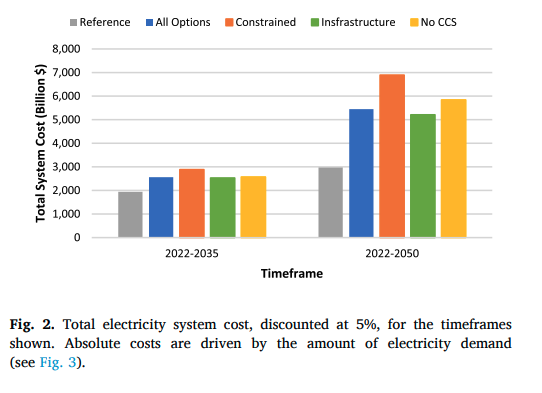 Reference All Options Constrained Insfrastructure No CCS
8,000
7,000
6,000
5,000
4,000
3,000
2,000
1,000
0
Total System Cost (Billion $)
2022-2035 2022-2050
Timeframe
Fig. 2. Total electricity system cost, discounted at 5%, for the timeframes
shown. Absolute costs are driven by the amount of electricity demand
(see Fig. 3).